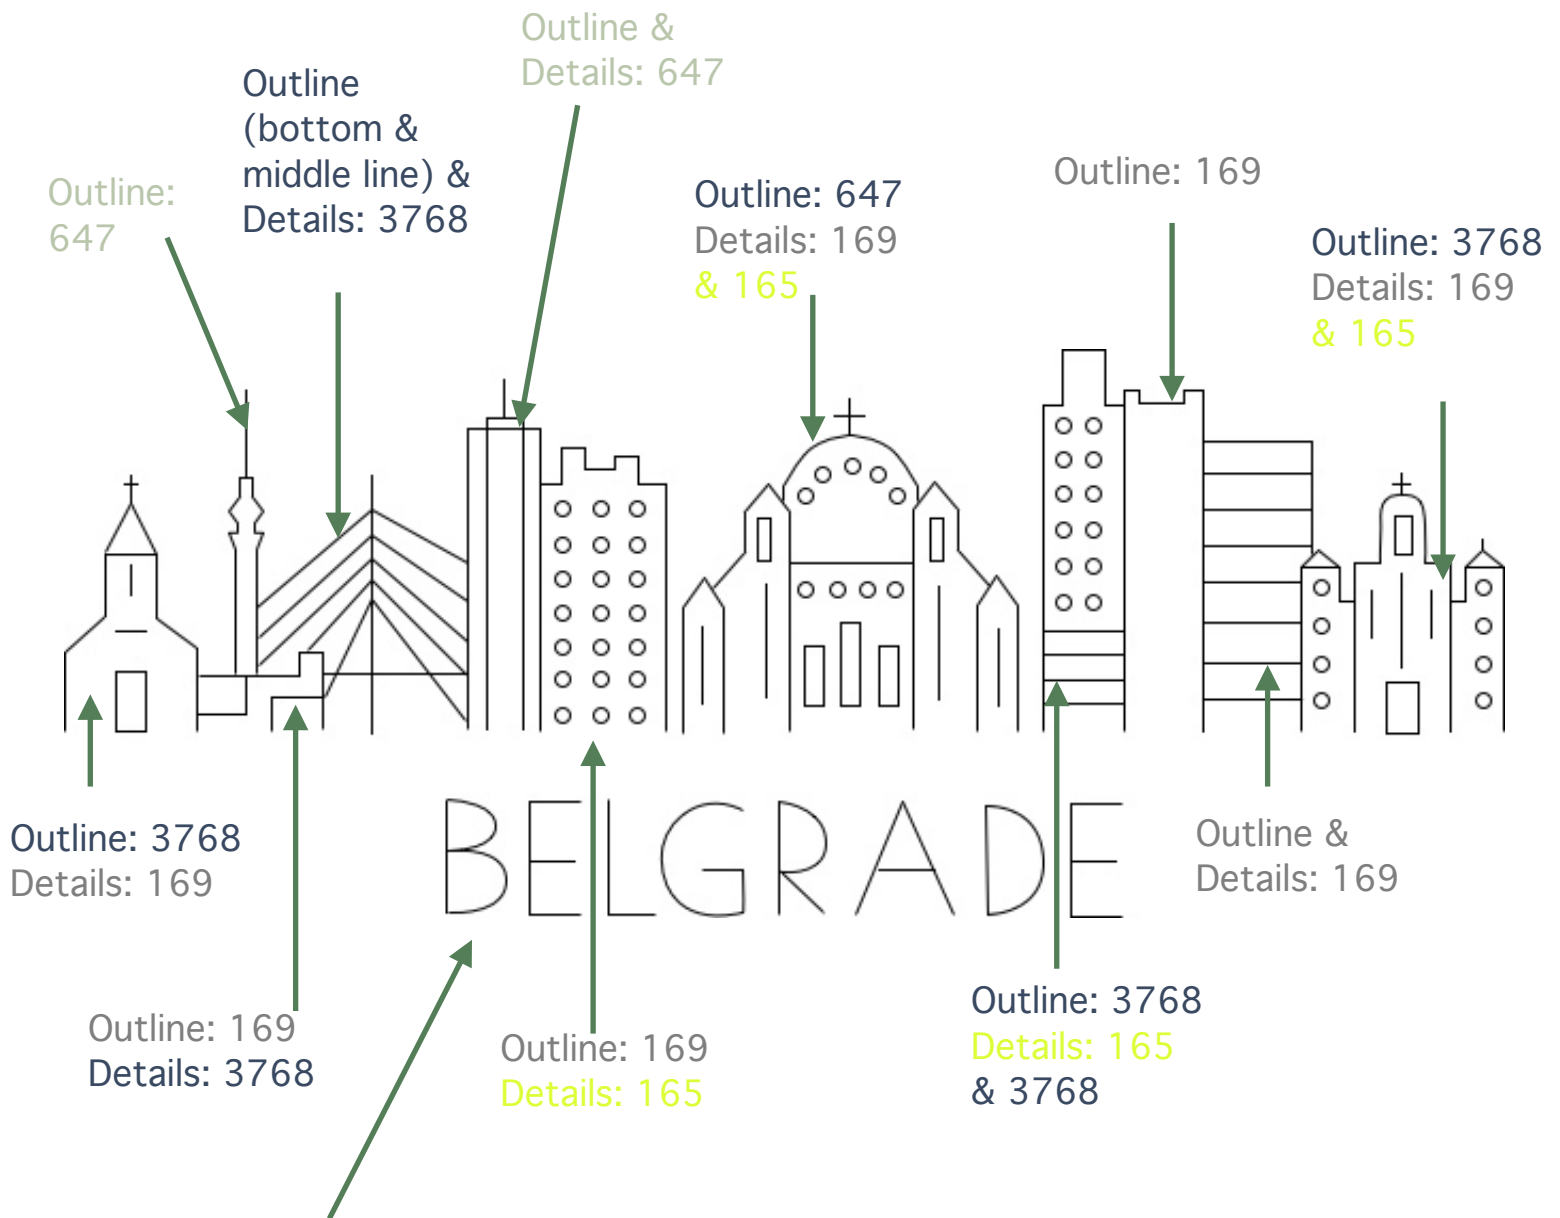 Outline &
Details: 647
Outline
(bottom &
middle line) &
Details: 3768
Outline:
647
Outline: 647
Details: 169
& 165
Outline: 169
Outline: 3768
Details: 169
& 165
BELGRADE
Outline: 3768
Details: 169
Outline &
Details: 169
Outline: 169
Details: 3768
Outline: 169
Details: 165
Outline: 3768
Details: 165
& 3768